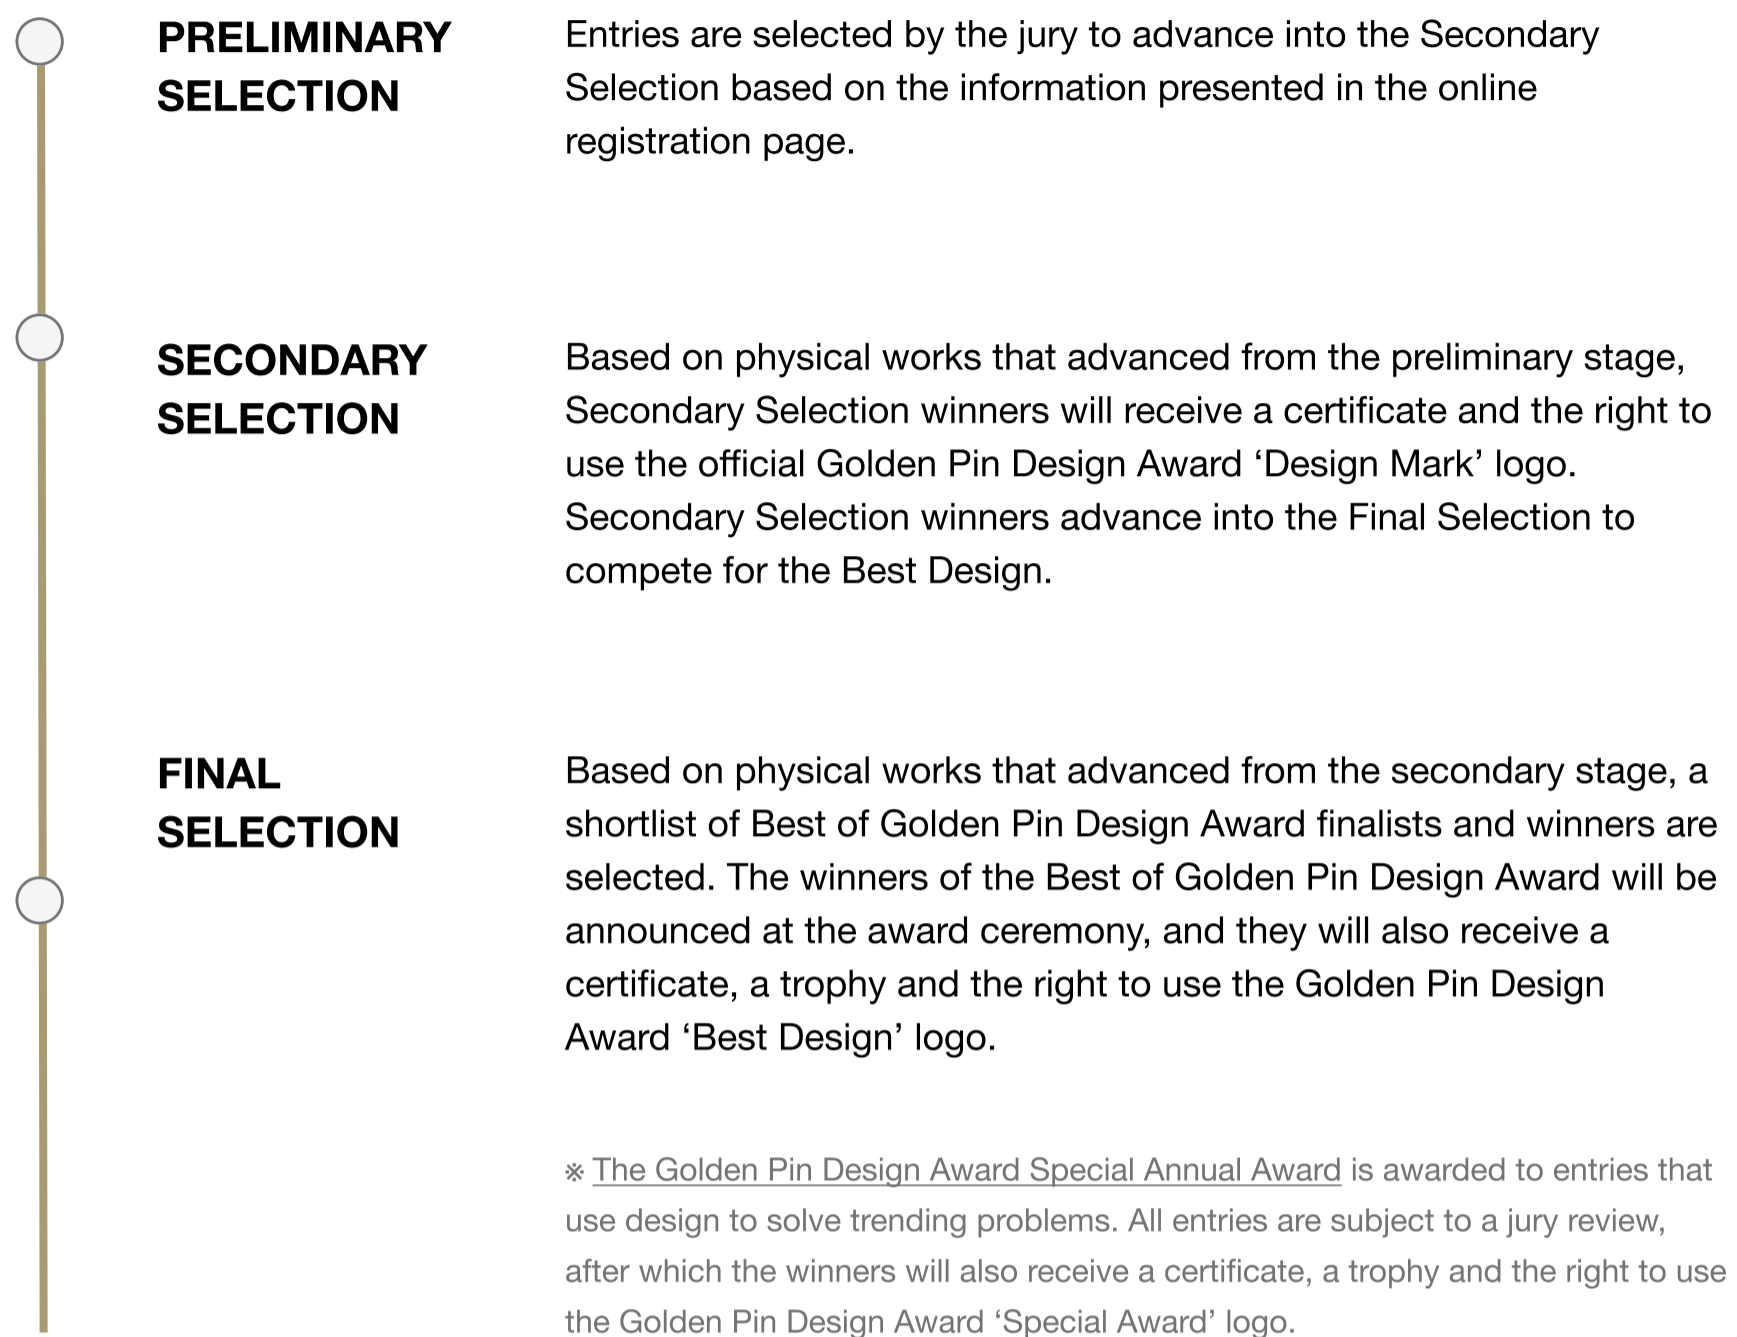 PRELIMINARY
SELECTION
Entries are selected by the jury to advance into the Secondary
Selection based on the information presented in the online
registration page.
SECONDARY
SELECTION
Based on physical works that advanced from the preliminary stage,
Secondary Selection winners will receive a certificate and the right to
use the official Golden Pin Design Award ‘Design Mark’ logo.
Secondary Selection winners advance into the Final Selection to
compete for the Best Design.
FINAL
SELECTION
Based on physical works that advanced from the secondary stage, a
shortlist of Best of Golden Pin Design Award finalists and winners are
selected. The winners of the Best of Golden Pin Design Award will be
announced at the award ceremony, and they will also receive a
certificate, a trophy and the right to use the Golden Pin Design
Award ‘Best Design’ logo.
※ The Golden Pin Design Award Special Annual Award is awarded to entries that
use design to solve trending problems. All entries are subject to a jury review,
after which the winners will also receive a certificate, a trophy and the right to use
the Golden Pin Design Award ‘Special Award’ logo.